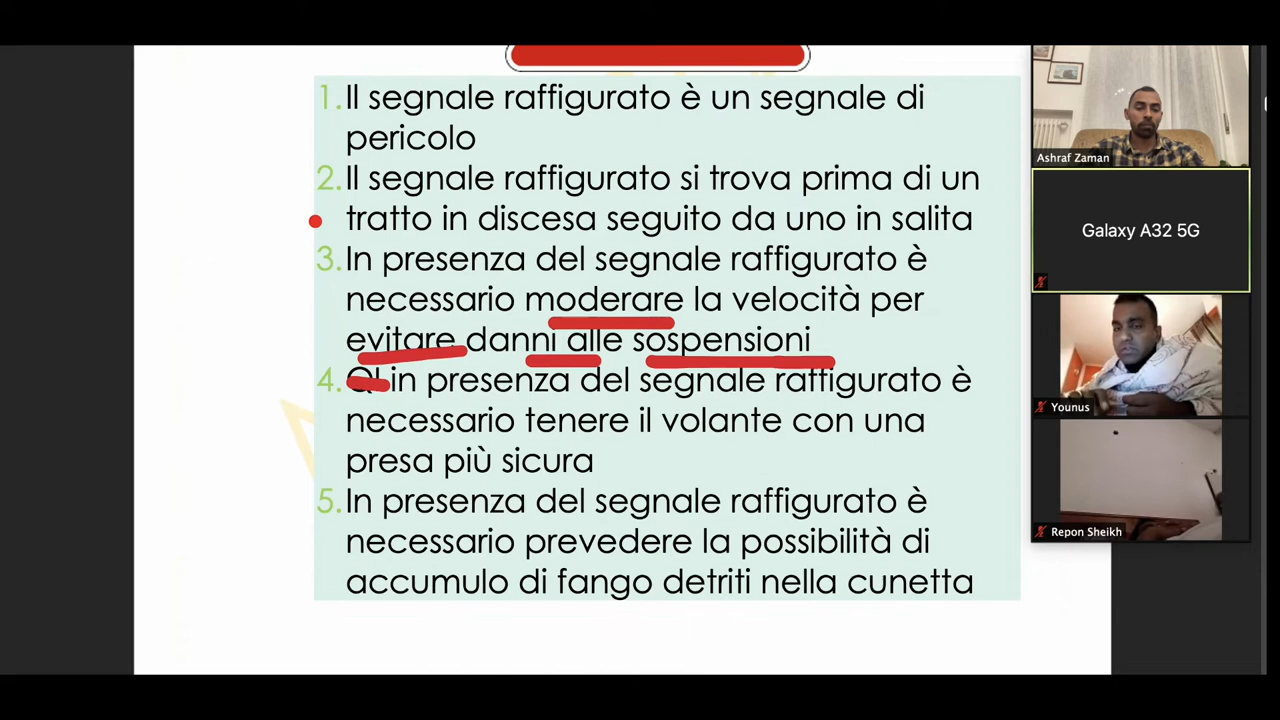 1. Il segnale raffigurato è un segnale di
pericolo
2. Il segnale raffigurato si trova prima di un
tratto in discesa seguito da uno in salita
3. In presenza del segnale raffigurato è
necessario moderare la velocità per
evitare danni alle sospensioni
4. QI in presenza del segnale raffigurato è
necessario tenere il volante con una
presa più sicura
5. In presenza del segnale raffigurato è
necessario prevedere la possibilità di
accumulo di fango detriti nella cunetta
Ashraf Zaman
Galaxy A32 5G
Younus
Repon Sheikh